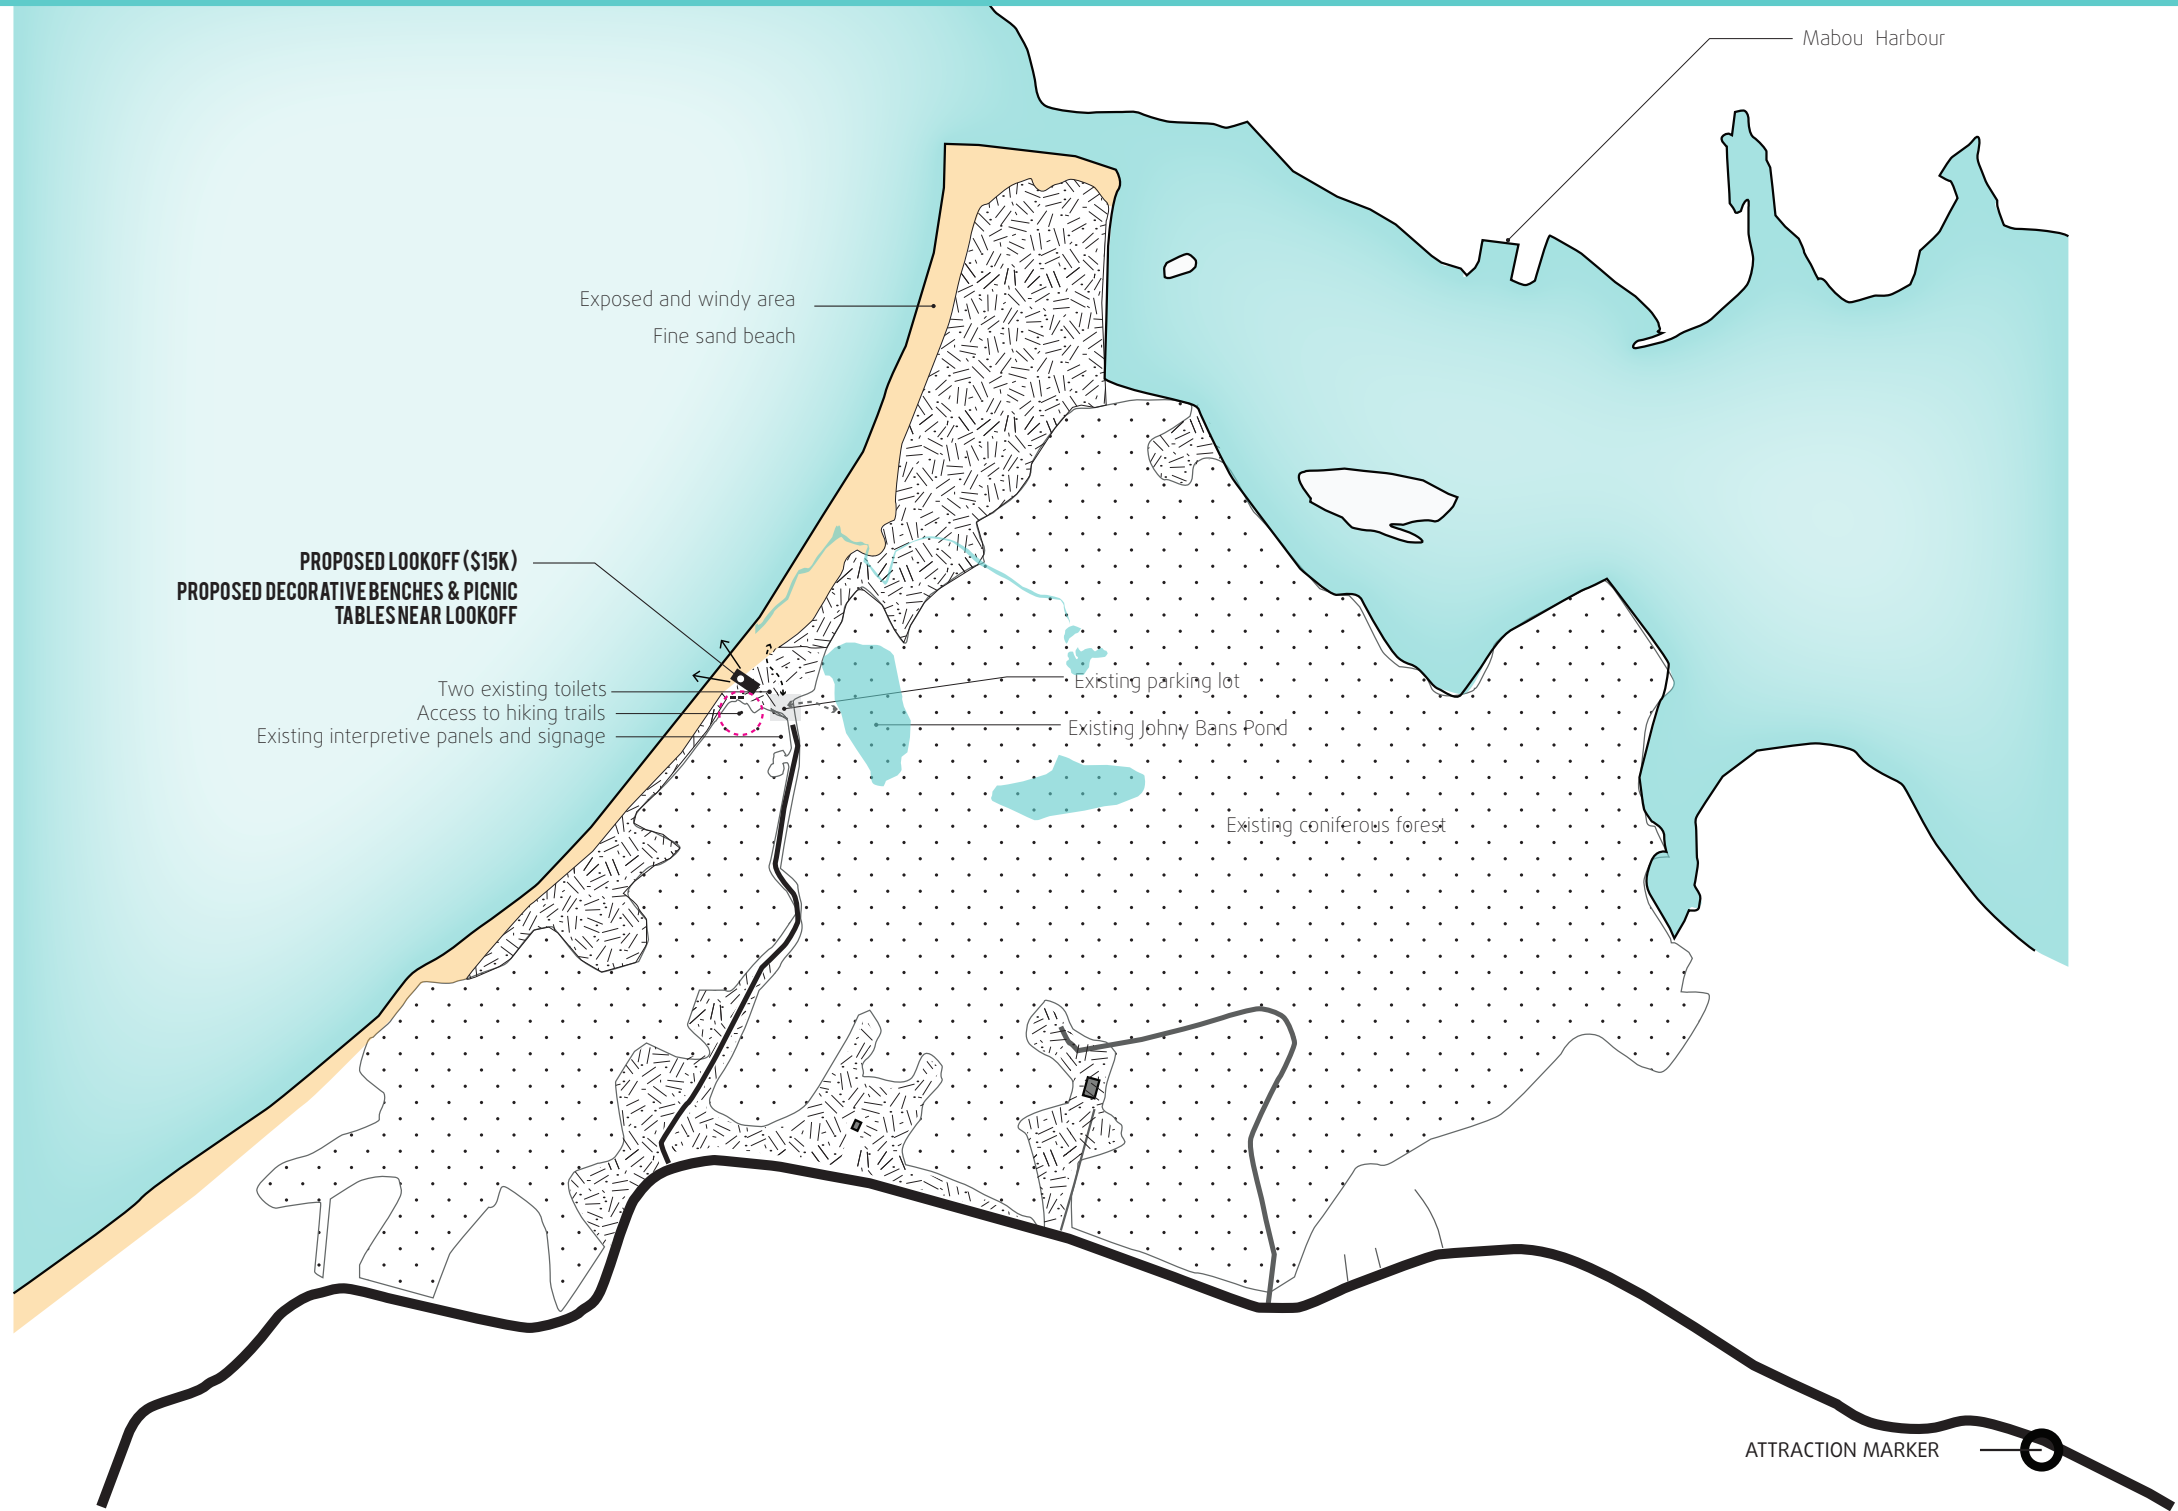 Mabou Harbour
Exposed and windy area
Fine sand beach
PROPOSED LOOKOFF ($15K)
PROPOSED DECORATIVE BENCHES & PICNIC
TABLES NEAR LOOKOFF
Two existing toilets
Access to hiking trails
Existing interpretive panels and signage
Existing parking lot
Existing Johny Bans Pond
Existing coniferous forest
ATTRACTION MARKER